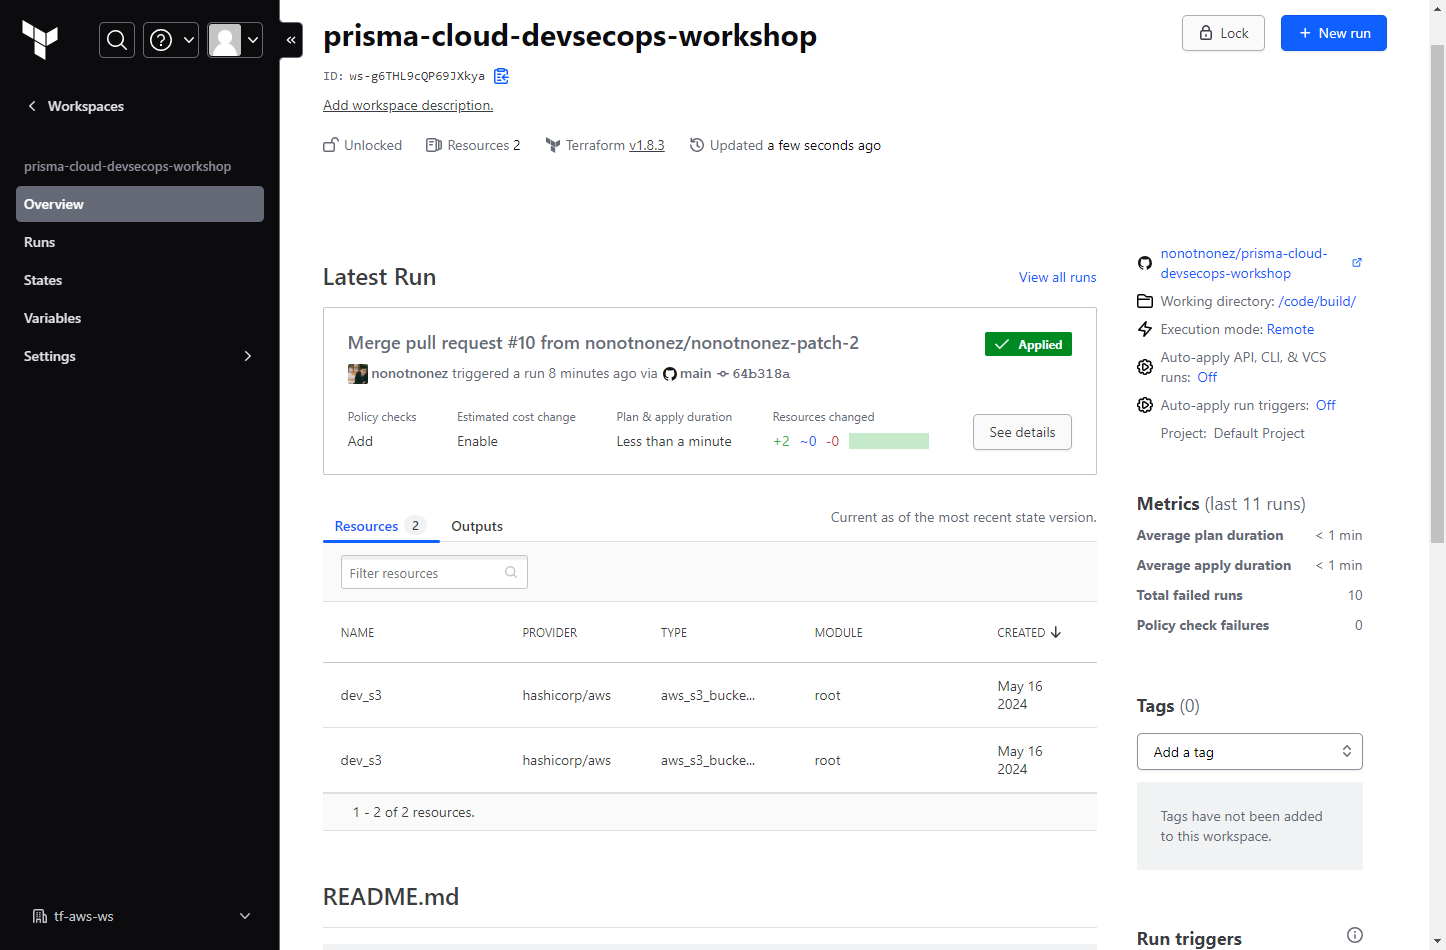 Workspaces
prisma-cloud-devsecops-workshop
Overview
Runs
States
Variables
Settings
tf-aws-ws
prisma-cloud-devsecops-workshop
Lock
+ New run
ID: ws-g6THL9cQP69JXkya
Add workspace description.
Unlocked
Resources 2
Terraform v1.8.3
Updated a few seconds ago
Latest Run
View all runs
Merge pull request #10 from nonotnonez/nonotnonez-patch-2
Applied
nonotnonez triggered a run 8 minutes ago via main 64b318a
Policy checks
Estimated cost change
Plan & apply duration
Resources changed
Add
Enable
Less than a minute
+2 ~0 -0
See details
Resources 2
Outputs
Current as of the most recent state version.
Filter resources
NAME PROVIDER TYPE MODULE CREATED
dev_s3 hashicorp/aws aws_s3_bucke... root May 16
2024
dev_s3 hashicorp/aws aws_s3_bucke... root May 16
2024
1 - 2 of 2 resources.
README.md
nonotnonez/prisma-cloud-
devsecops-workshop
Working directory: /code/build/
Execution mode: Remote
Auto-apply API, CLI, & VCS
runs: Off
Auto-apply run triggers: Off
Project: Default Project
Metrics (last 11 runs)
Average plan duration < 1 min
Average apply duration < 1 min
Total failed runs 10
Policy check failures 0
Tags (0)
Add a tag
Tags have not been added
to this workspace.
Run triggers